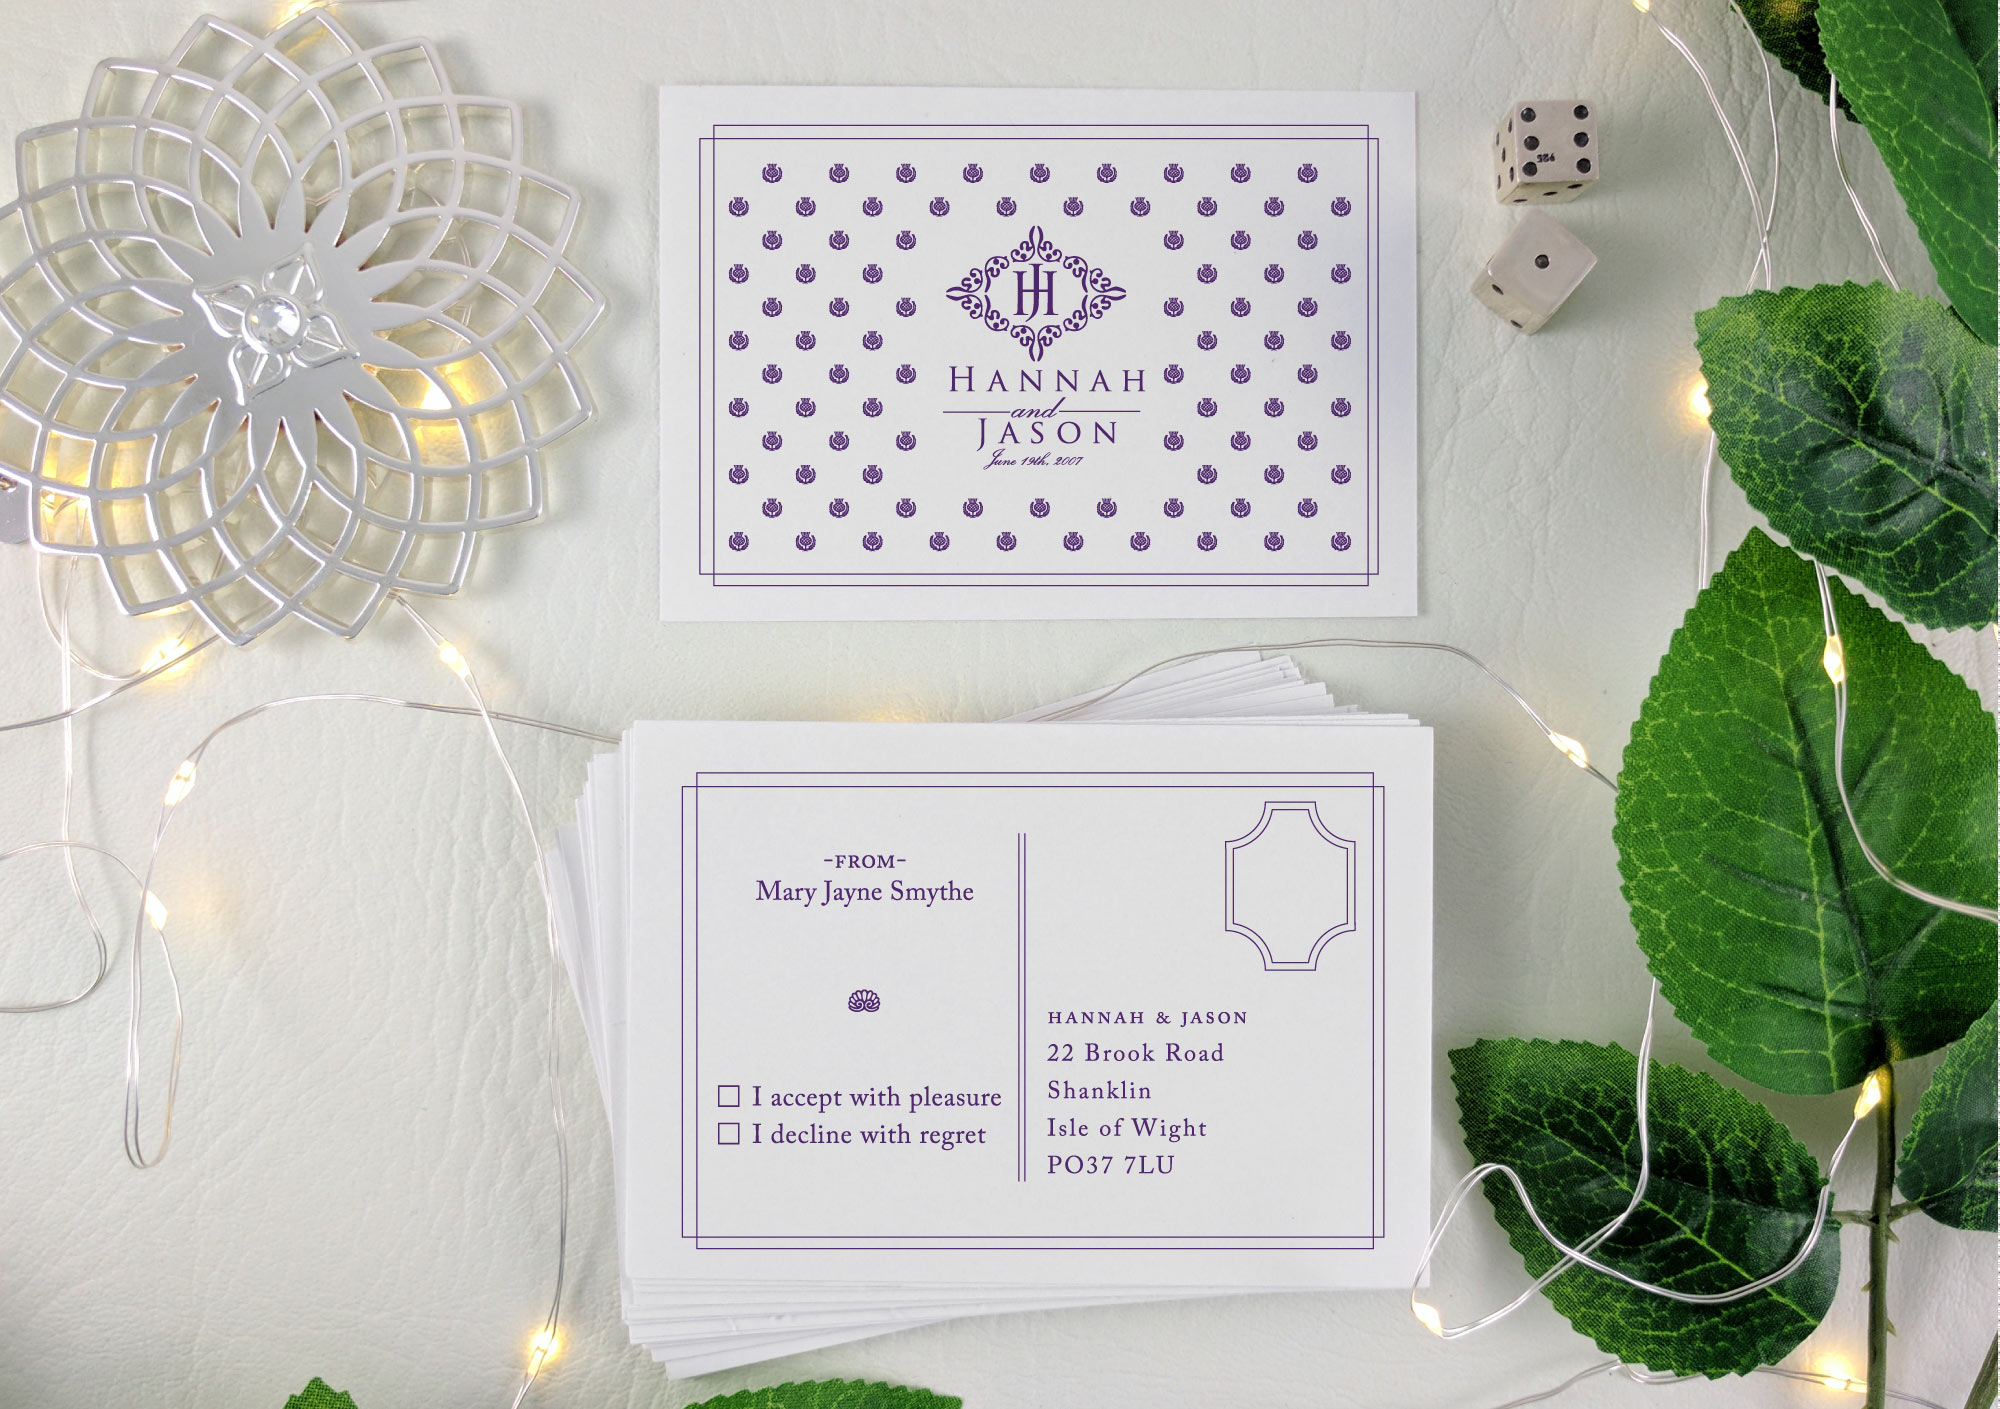 JH
HANNAH
and
JASON
June 19th, 2007
-FROM-
Mary Jayne Smythe
☐ I accept with pleasure
☐ I decline with regret
HANNAH & JASON
22 Brook Road
Shanklin
Isle of Wight
PO37 7LU